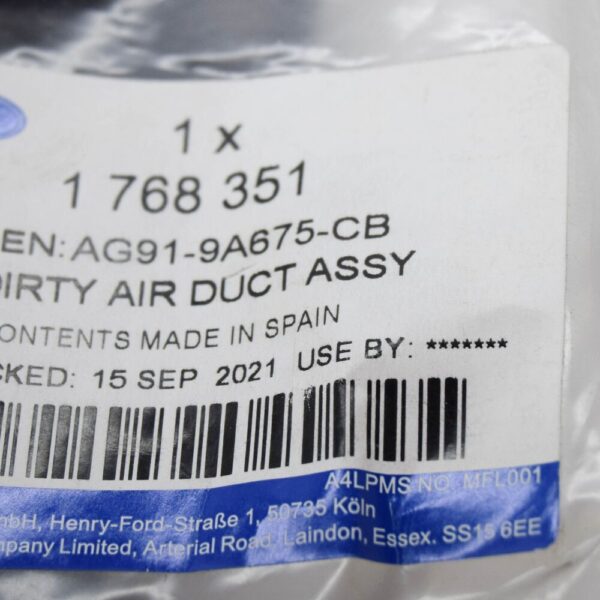 1 x
1 768 351
EN: AG91-9A675-CB
DIRTY AIR DUCT ASSY
ONTENTS MADE IN SPAIN
CKED: 15 SEP 2021 USE BY: *******
A4LPMS NO. MFL001
mbH, Henry-Ford-Straße 1, 50735 Köln
mpany Limited, Arterial Road, Laindon, Essex. SS15 6EE